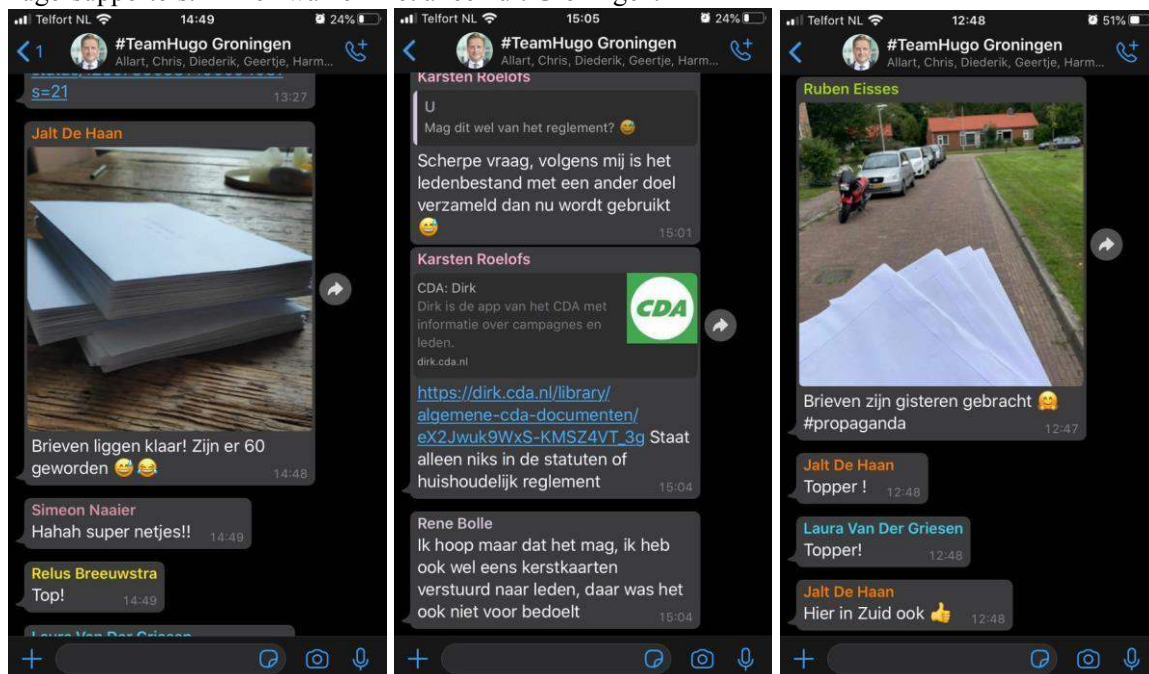 Telfort NL 14:49 24%
1 #TeamHugo Groningen
Allart, Chris, Diederik, Geertje, Harm...
s=21 13:27
Jalt De Haan
Brieven liggen klaar! Zijn er 60
geworden 😅😂 14:48
Simeon Naaier
Hahah super netjes!! 14:49
Relus Breeuwstra
Top! 14:49
Laura Van Der Griesen
Telfort NL 15:05 24%
#TeamHugo Groningen
Allart, Chris, Diederik, Geertje, Harm...
Karsten Roelofs
U
Mag dit wel van het reglement? 😅
Scherpe vraag, volgens mij is het
ledenbestand met een ander doel
verzameld dan nu wordt gebruikt
😅 15:01
Karsten Roelofs
CDA: Dirk
Dirk is de app van het CDA met
informatie over campagnes en
leden.
dirk.cda.nl
CDA
https://dirk.cda.nl/library/
algemene-cda-documenten/
eX2Jwuk9WxS-KMSZ4VT_3g Staat
alleen niks in de statuten of
huishoudelijk reglement 15:04
Rene Bolle
Ik hoop maar dat het mag, ik heb
ook wel eens kerstkaarten
verstuurd naar leden, daar was het
ook niet voor bedoelt 15:04
Telfort NL 12:48 51%
#TeamHugo Groningen
Allart, Chris, Diederik, Geertje, Harm...
Ruben Eisses
Brieven zijn gisteren gebracht 🤗
#propaganda 12:47
Jalt De Haan
Topper ! 12:48
Laura Van Der Griesen
Topper! 12:48
Jalt De Haan
Hier in Zuid ook 👍 12:48